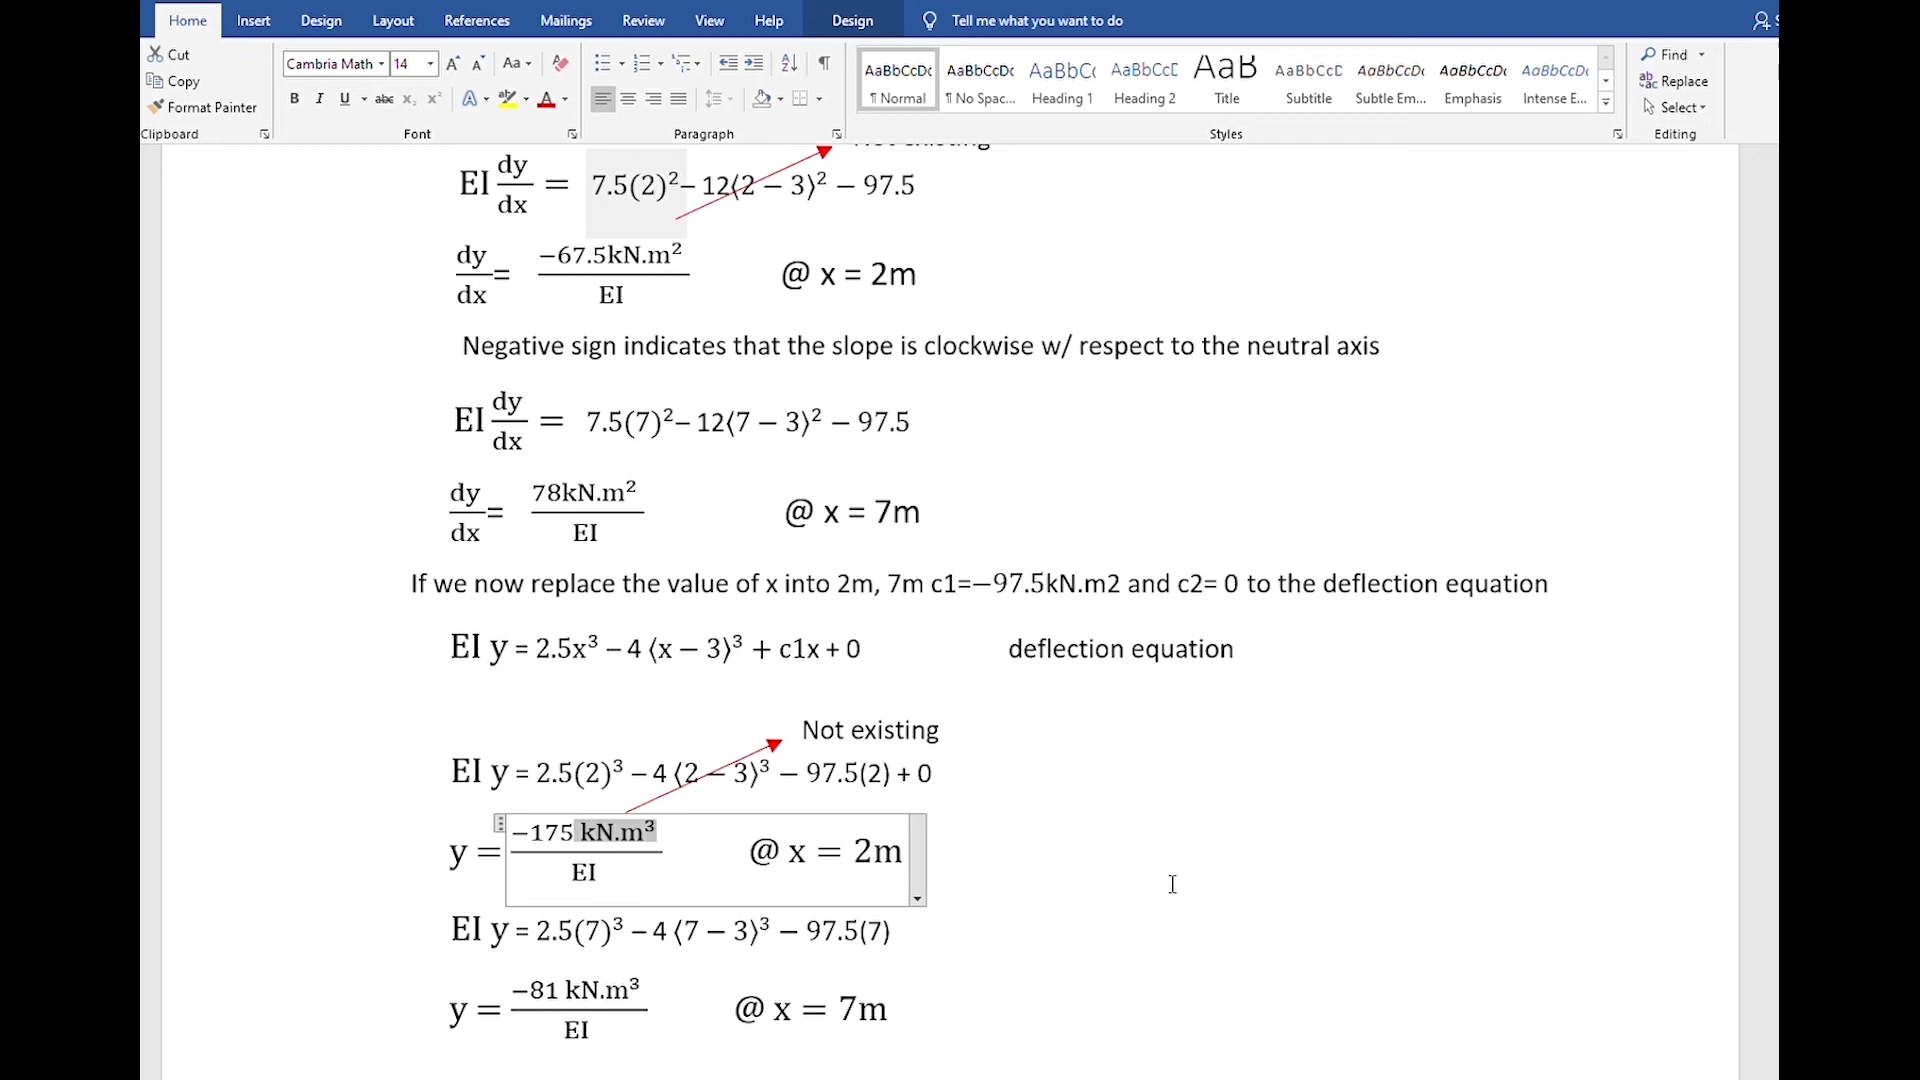 Home Insert Design Layout References Mailings Review View Help Design Tell me what you want to do
Cut
Copy
Format Painter
Clipboard
Cambria Math 14
Aa
B I U abc x₂ x² A A
Font
Paragraph
AaBbCcDc AaBbCcDc AaBbCc AaBbCcD AaB AaBbCcD AaBbCcDc AaBbCcDc AaBbCcDc
¶ Normal ¶ No Spac... Heading 1 Heading 2 Title Subtitle Subtle Em... Emphasis Intense E...
Styles
Find
Replace
Select
Editing
EI dy/dx = 7.5(2)²– 12⟨2 − 3⟩² − 97.5
dy/dx = −67.5kN.m²/EI @ x = 2m
Negative sign indicates that the slope is clockwise w/ respect to the neutral axis
EI dy/dx = 7.5(7)²– 12⟨7 − 3⟩² − 97.5
dy/dx = 78kN.m²/EI @ x = 7m
If we now replace the value of x into 2m, 7m c1=−97.5kN.m2 and c2= 0 to the deflection equation
EI y = 2.5x³ – 4 ⟨x − 3⟩³ + c1x + 0 deflection equation
Not existing
EI y = 2.5(2)³ – 4 ⟨2 − 3⟩³ − 97.5(2) + 0
y = −175 kN.m³/EI @ x = 2m
EI y = 2.5(7)³ – 4 ⟨7 − 3⟩³ − 97.5(7)
y = −81 kN.m³/EI @ x = 7m